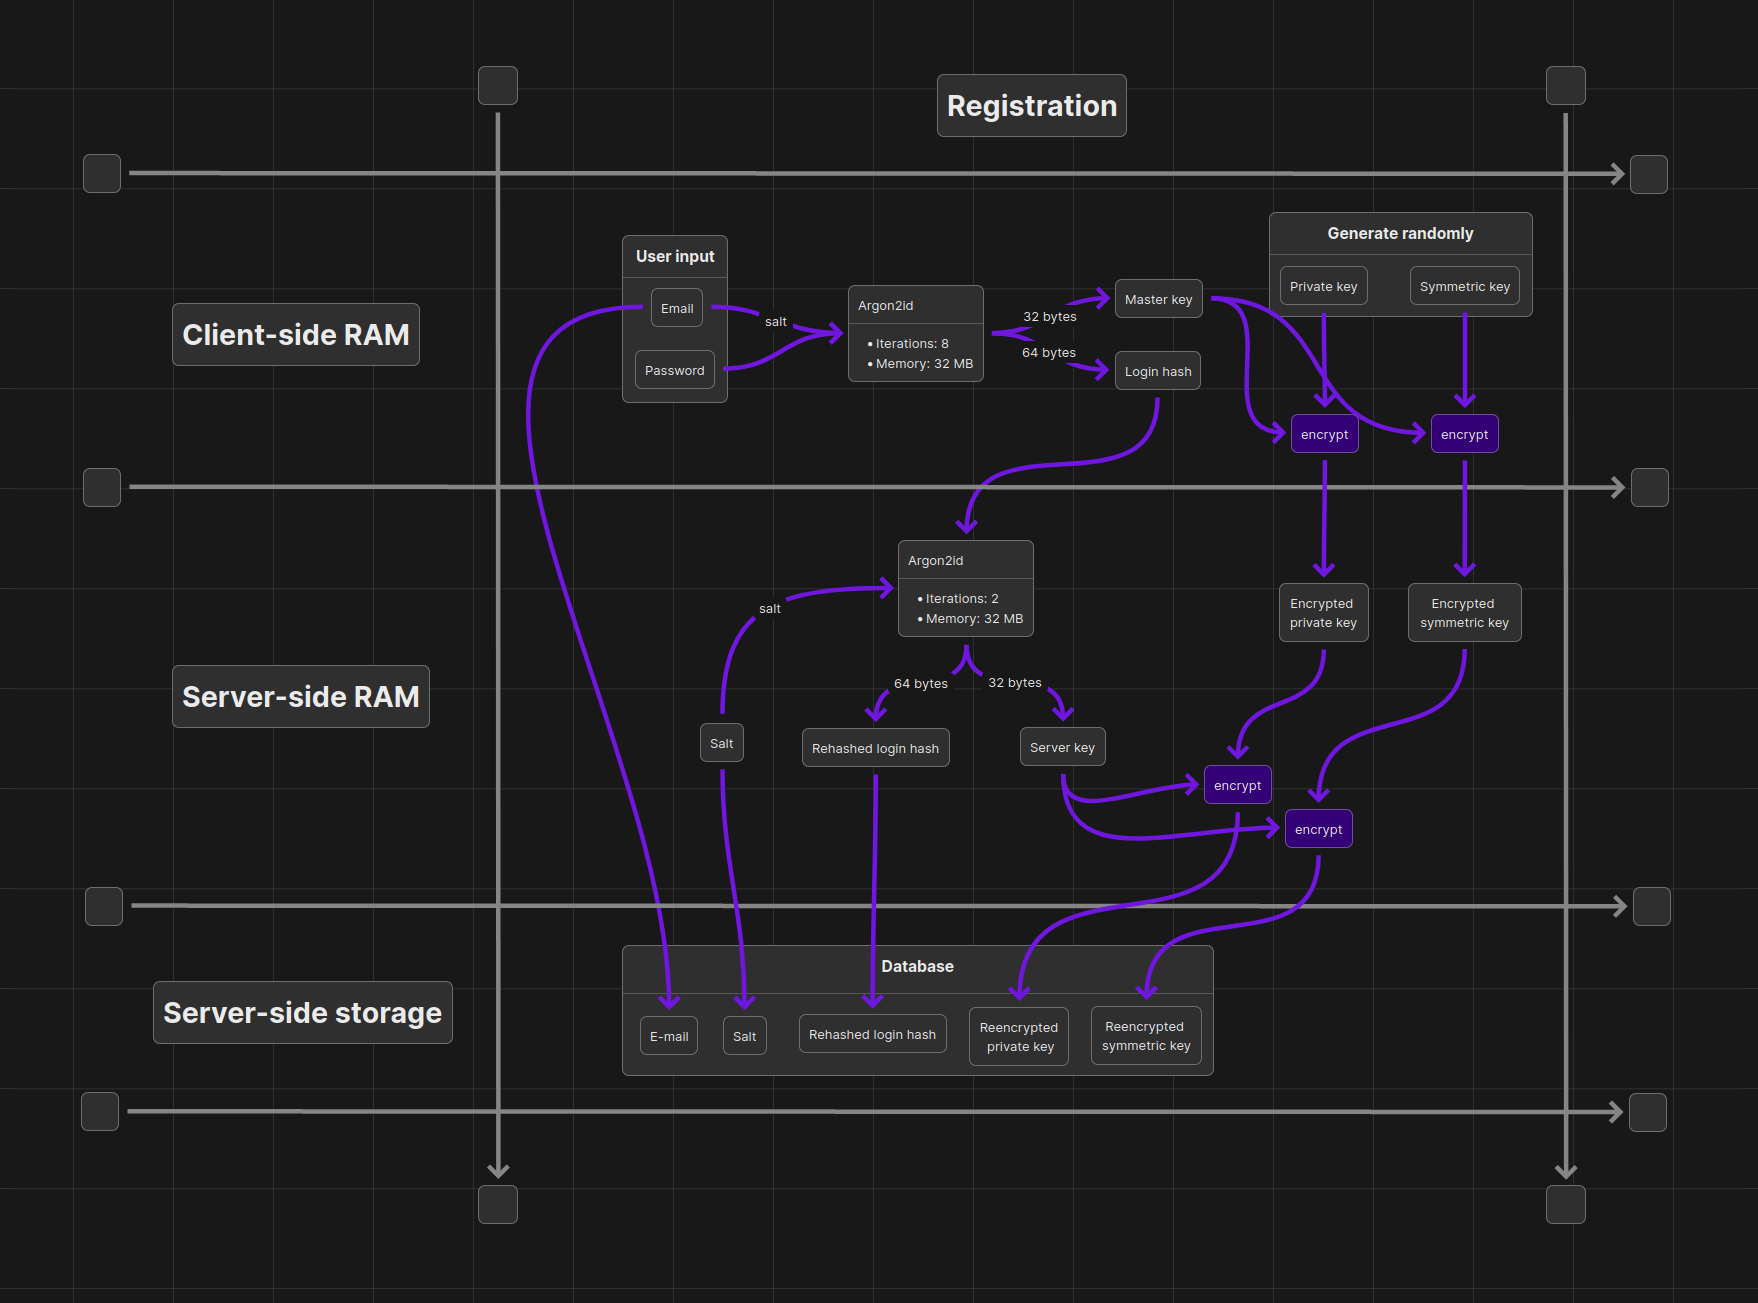 Registration
Generate randomly
Private key
Symmetric key
User input
Email
Password
salt
Argon2id
• Iterations: 8
• Memory: 32 MB
32 bytes
64 bytes
Master key
Login hash
Client-side RAM
encrypt
encrypt
Argon2id
• Iterations: 2
• Memory: 32 MB
salt
Encrypted
private key
Encrypted
symmetric key
64 bytes
32 bytes
Server-side RAM
Salt
Rehashed login hash
Server key
encrypt
encrypt
Database
Server-side storage
E-mail
Salt
Rehashed login hash
Reencrypted
private key
Reencrypted
symmetric key